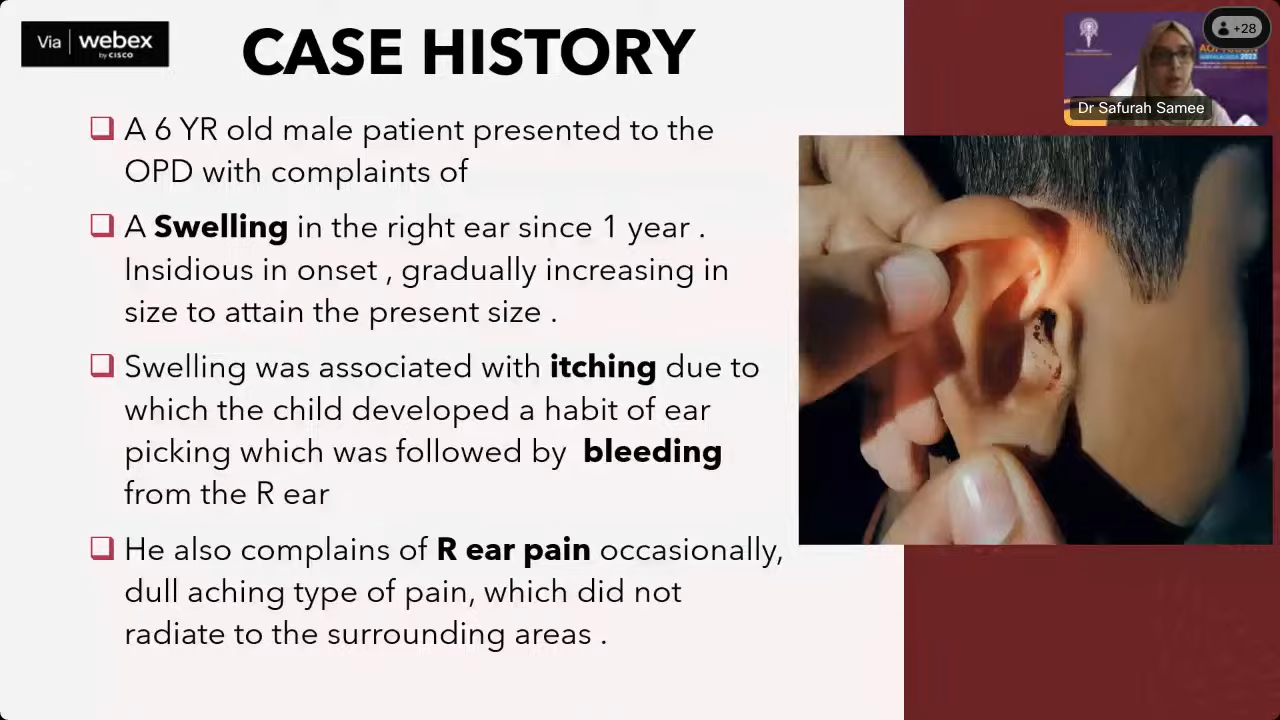 Via webex
by CISCO
CASE HISTORY
A 6 YR old male patient presented to the
OPD with complaints of
A Swelling in the right ear since 1 year .
Insidious in onset , gradually increasing in
size to attain the present size .
Swelling was associated with itching due to
which the child developed a habit of ear
picking which was followed by bleeding
from the R ear
He also complains of R ear pain occasionally,
dull aching type of pain, which did not
radiate to the surrounding areas .
+28
2022
Dr Safurah Samee